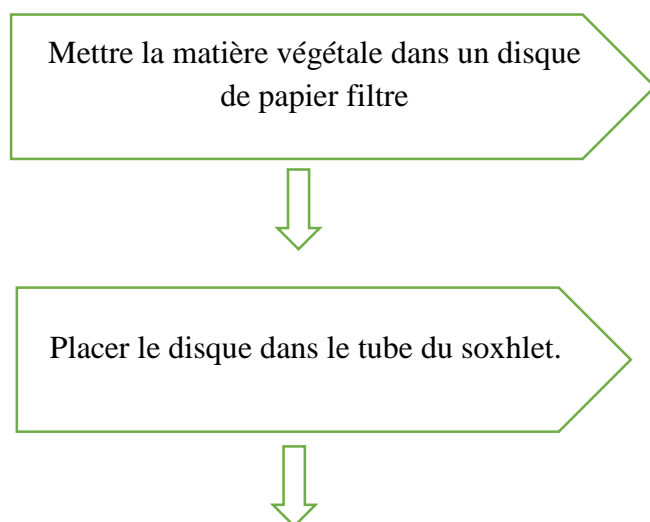 Mettre la matière végétale dans un disque
de papier filtre
Placer le disque dans le tube du soxhlet.